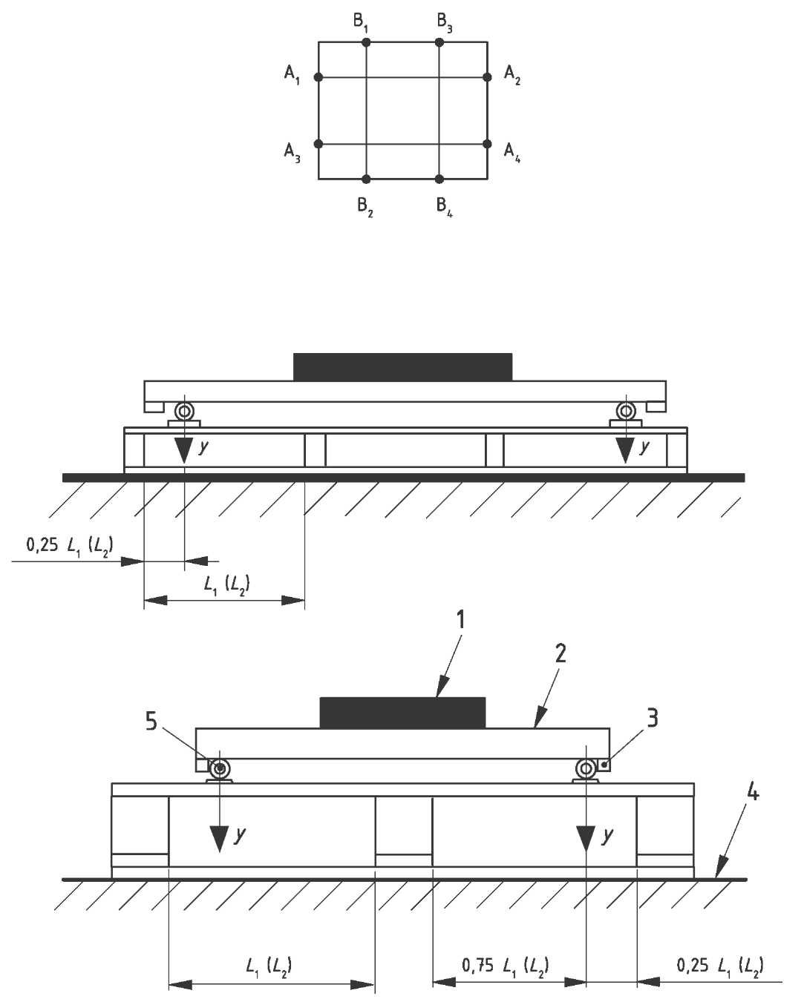 B1 B3
A1 A2
A3 A4
B2 B4
y y
0,25 L1 (L2)
L1 (L2)
1
2
5 3
4
y y
L1 (L2) 0,75 L1 (L2) 0,25 L1 (L2)